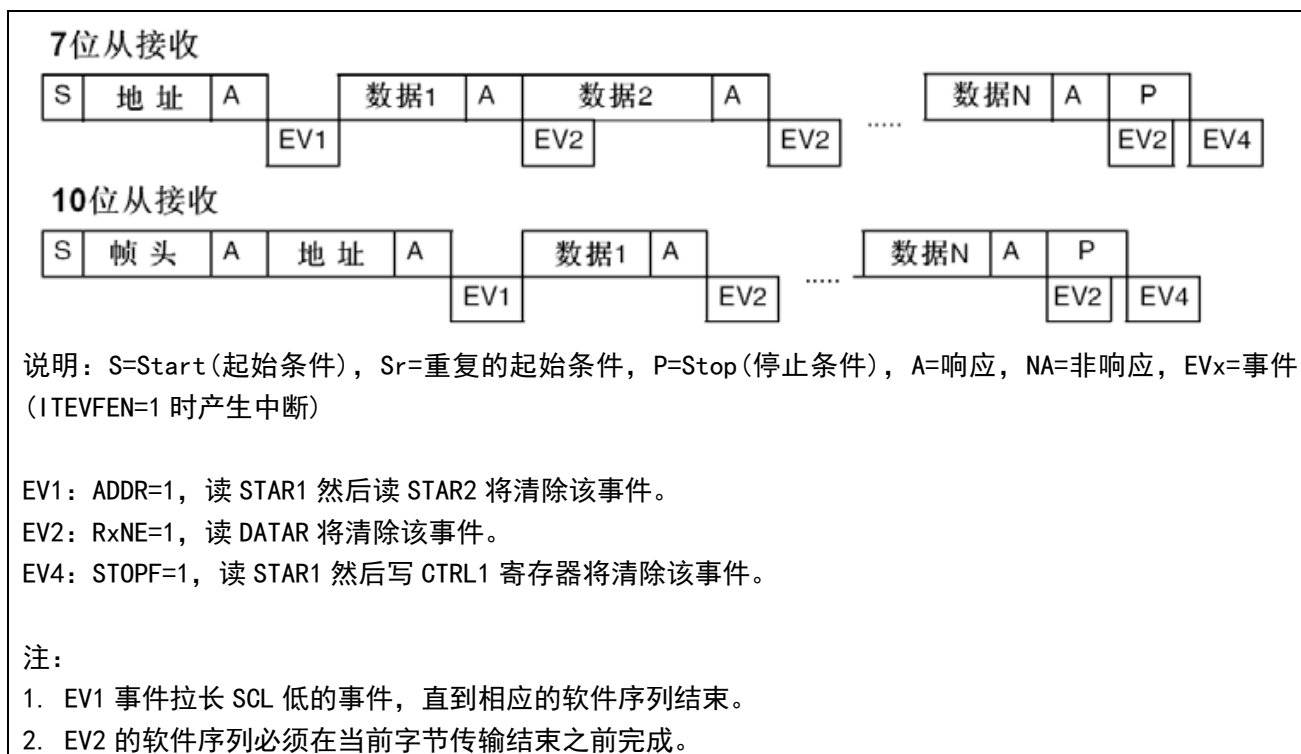 7位从接收
S 地 址 A 数据1 A 数据2 A 数据N A P
EV1 EV2 EV2 ..... EV2 EV4
10位从接收
S 帧 头 A 地 址 A 数据1 A 数据N A P
EV1 EV2 ..... EV2 EV4
说明：S=Start(起始条件)，Sr=重复的起始条件，P=Stop(停止条件)，A=响应，NA=非响应，EVx=事件
(ITEVFEN=1 时产生中断)
EV1：ADDR=1，读 STAR1 然后读 STAR2 将清除该事件。
EV2：RxNE=1，读 DATAR 将清除该事件。
EV4：STOPF=1，读 STAR1 然后写 CTRL1 寄存器将清除该事件。
注：
1. EV1 事件拉长 SCL 低的事件，直到相应的软件序列结束。
2. EV2 的软件序列必须在当前字节传输结束之前完成。